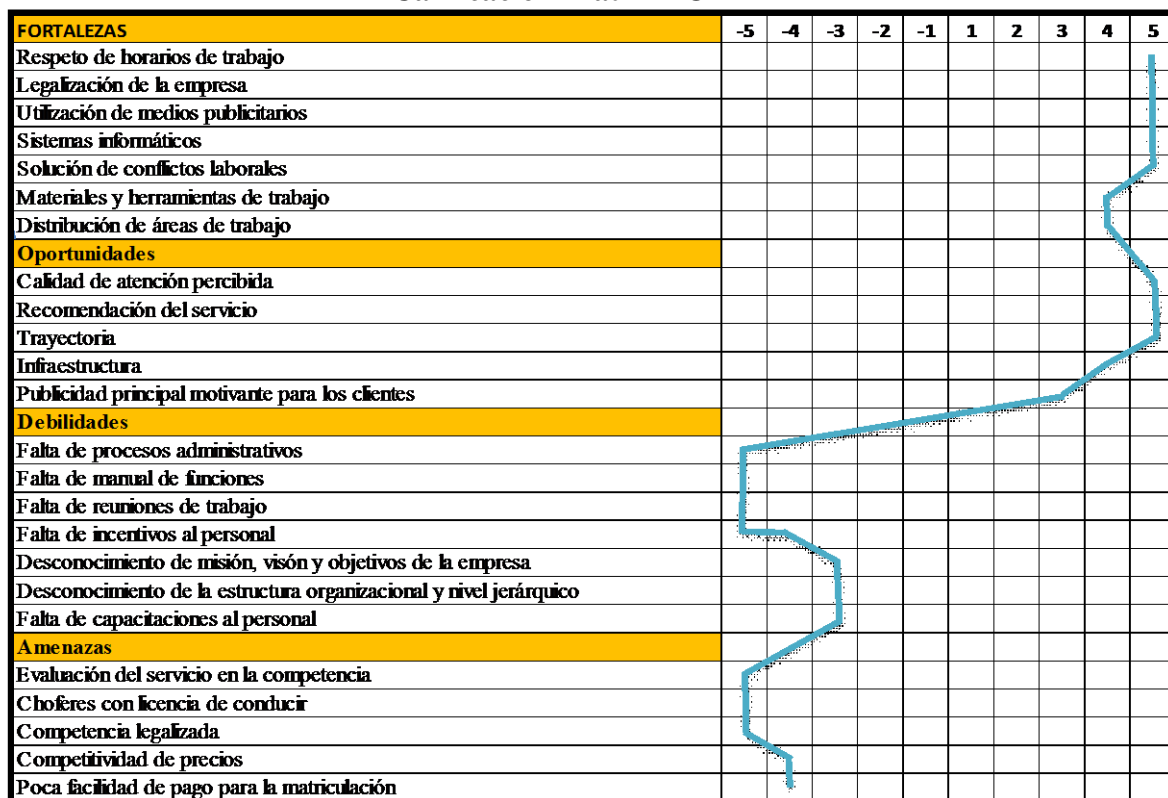 FORTALEZAS -5 -4 -3 -2 -1 1 2 3 4 5
Respeto de horarios de trabajo
Legalización de la empresa
Utilización de medios publicitarios
Sistemas informáticos
Solución de conflictos laborales
Materiales y herramientas de trabajo
Distribución de áreas de trabajo
Oportunidades
Calidad de atención percibida
Recomendación del servicio
Trayectoria
Infraestructura
Publicidad principal motivante para los clientes
Debilidades
Falta de procesos administrativos
Falta de manual de funciones
Falta de reuniones de trabajo
Falta de incentivos al personal
Desconocimiento de misión, visón y objetivos de la empresa
Desconocimiento de la estructura organizacional y nivel jerárquico
Falta de capacitaciones al personal
Amenazas
Evaluación del servicio en la competencia
Choferes con licencia de conducir
Competencia legalizada
Competitividad de precios
Poca facilidad de pago para la matriculación